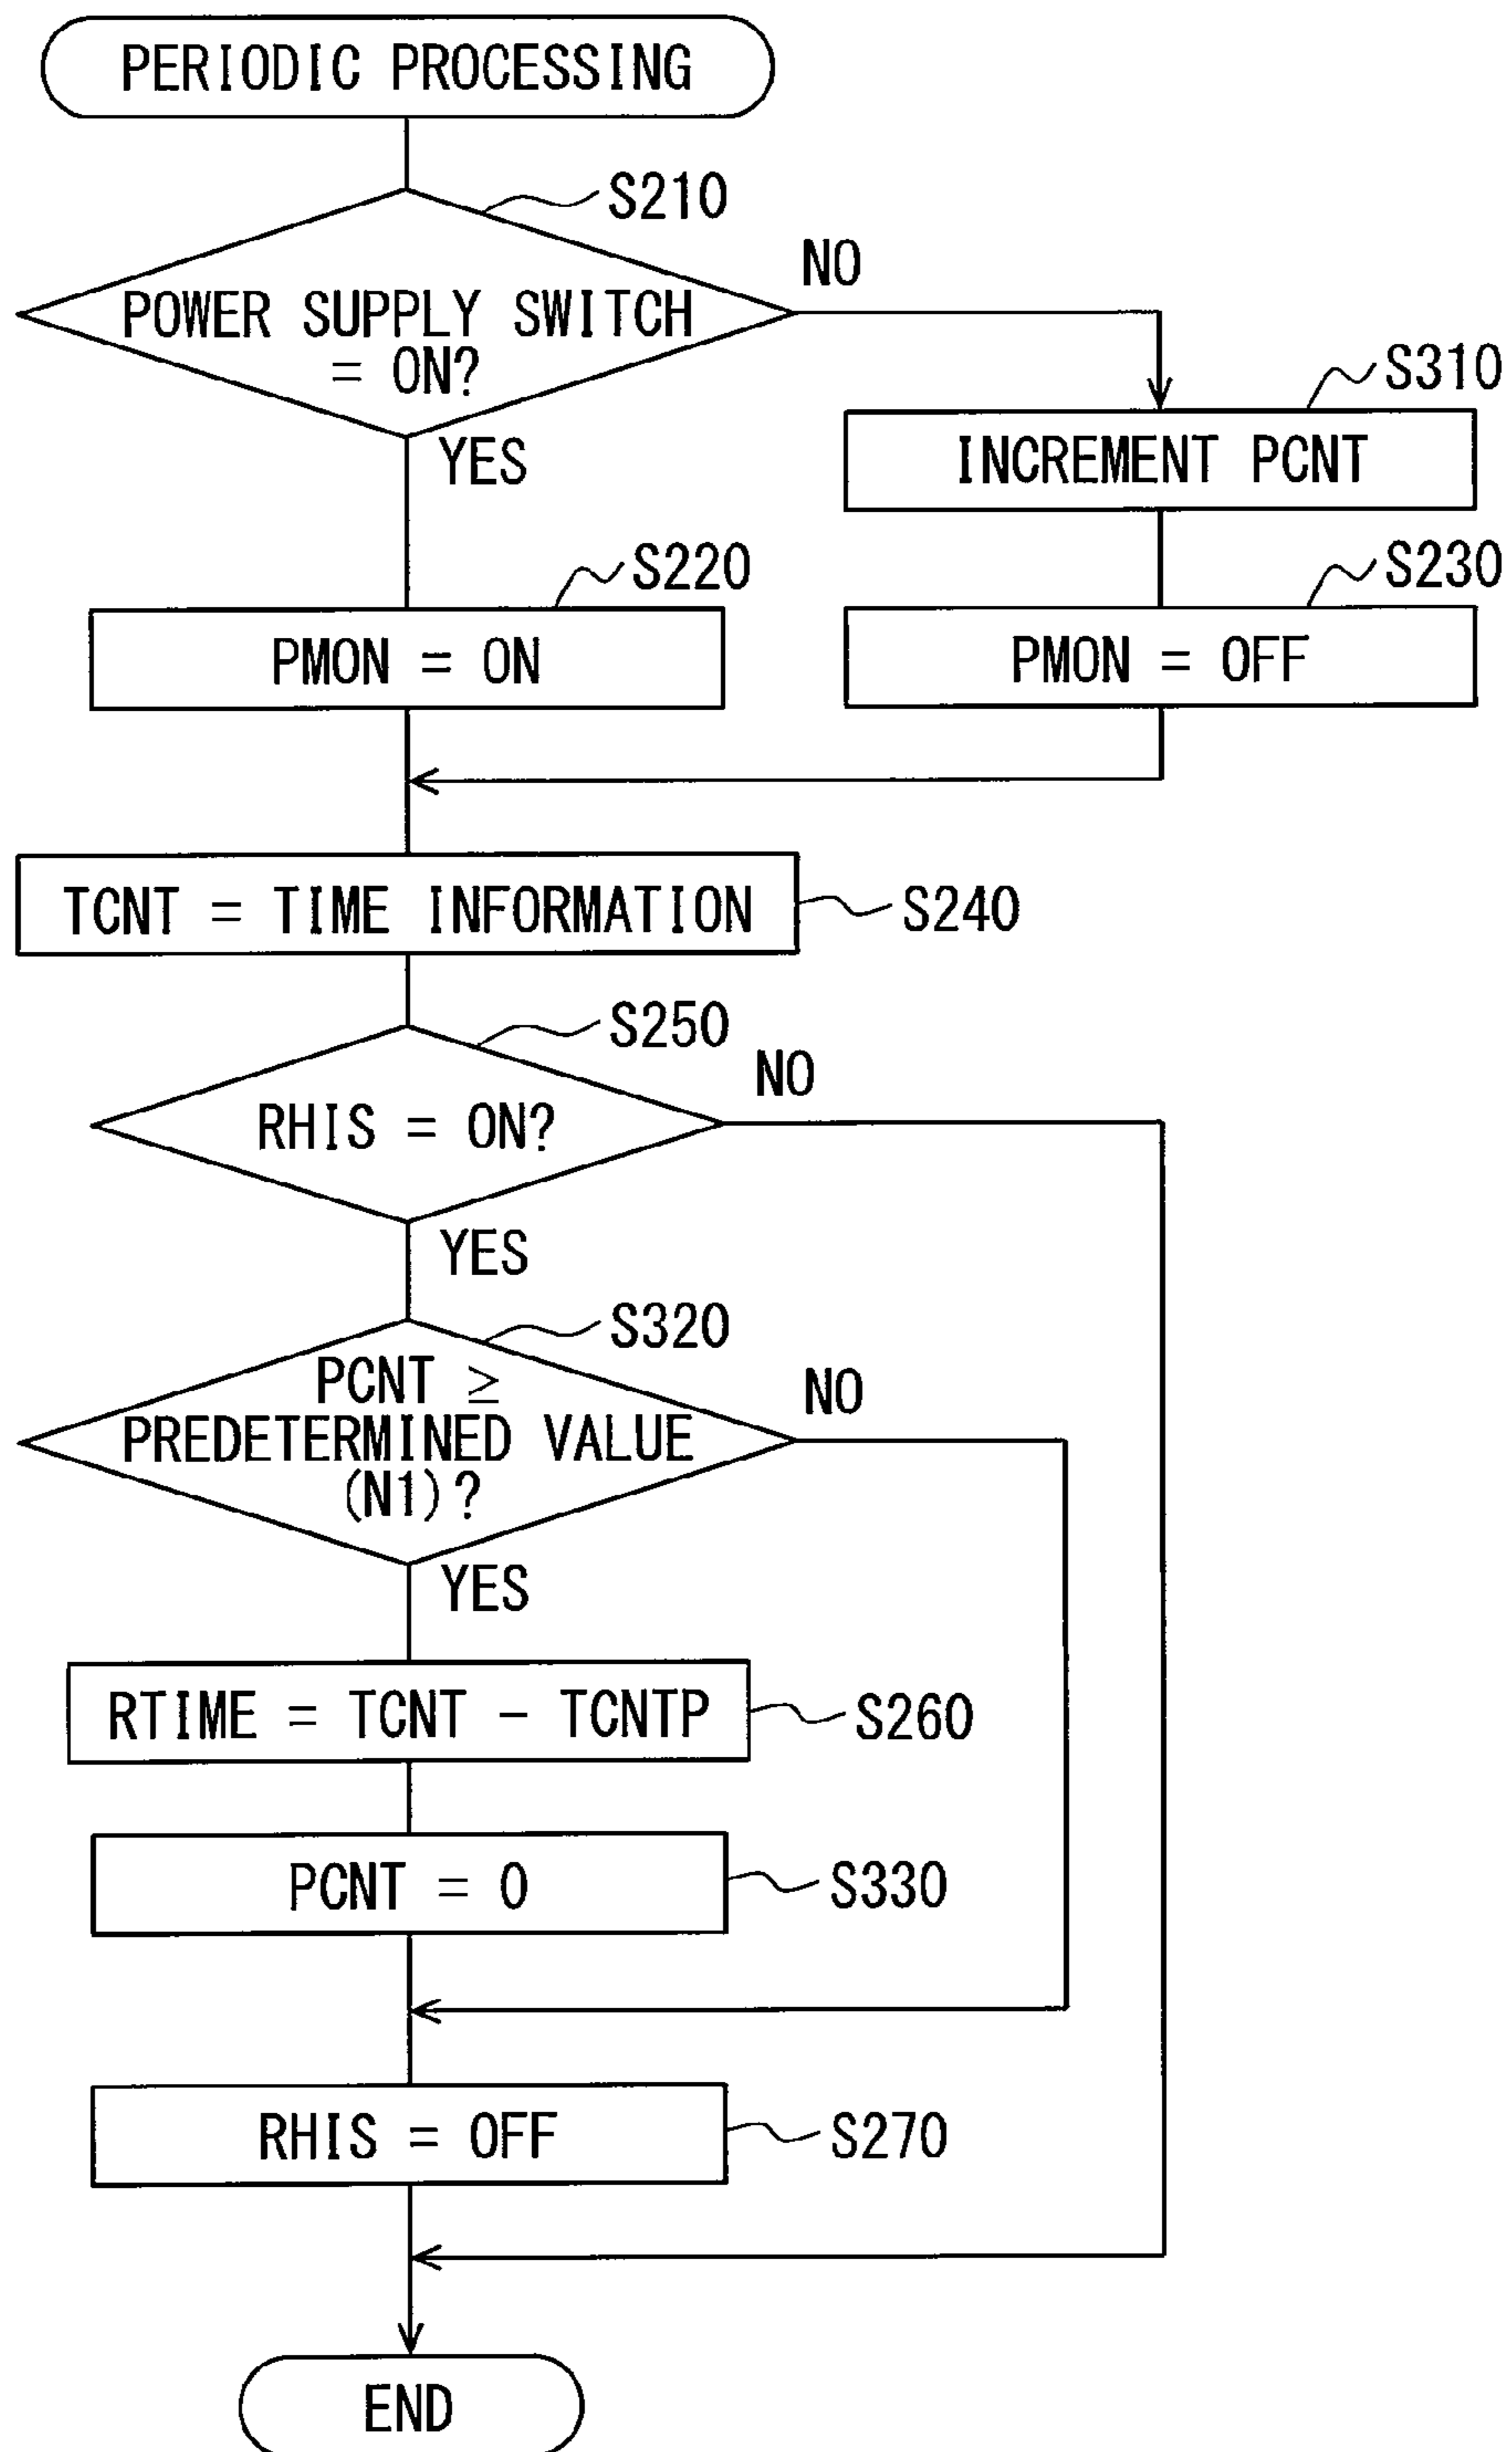 PERIODIC PROCESSING
S210
NO
POWER SUPPLY SWITCH
= ON?
YES
S310
INCREMENT PCNT
S220
PMON = ON
S230
PMON = OFF
TCNT = TIME INFORMATION
S240
S250
NO
RHIS = ON?
YES
S320
PCNT ≥
NO
PREDETERMINED VALUE
(N1)?
YES
RTIME = TCNT - TCNTP
S260
PCNT = 0
S330
RHIS = OFF
S270
END